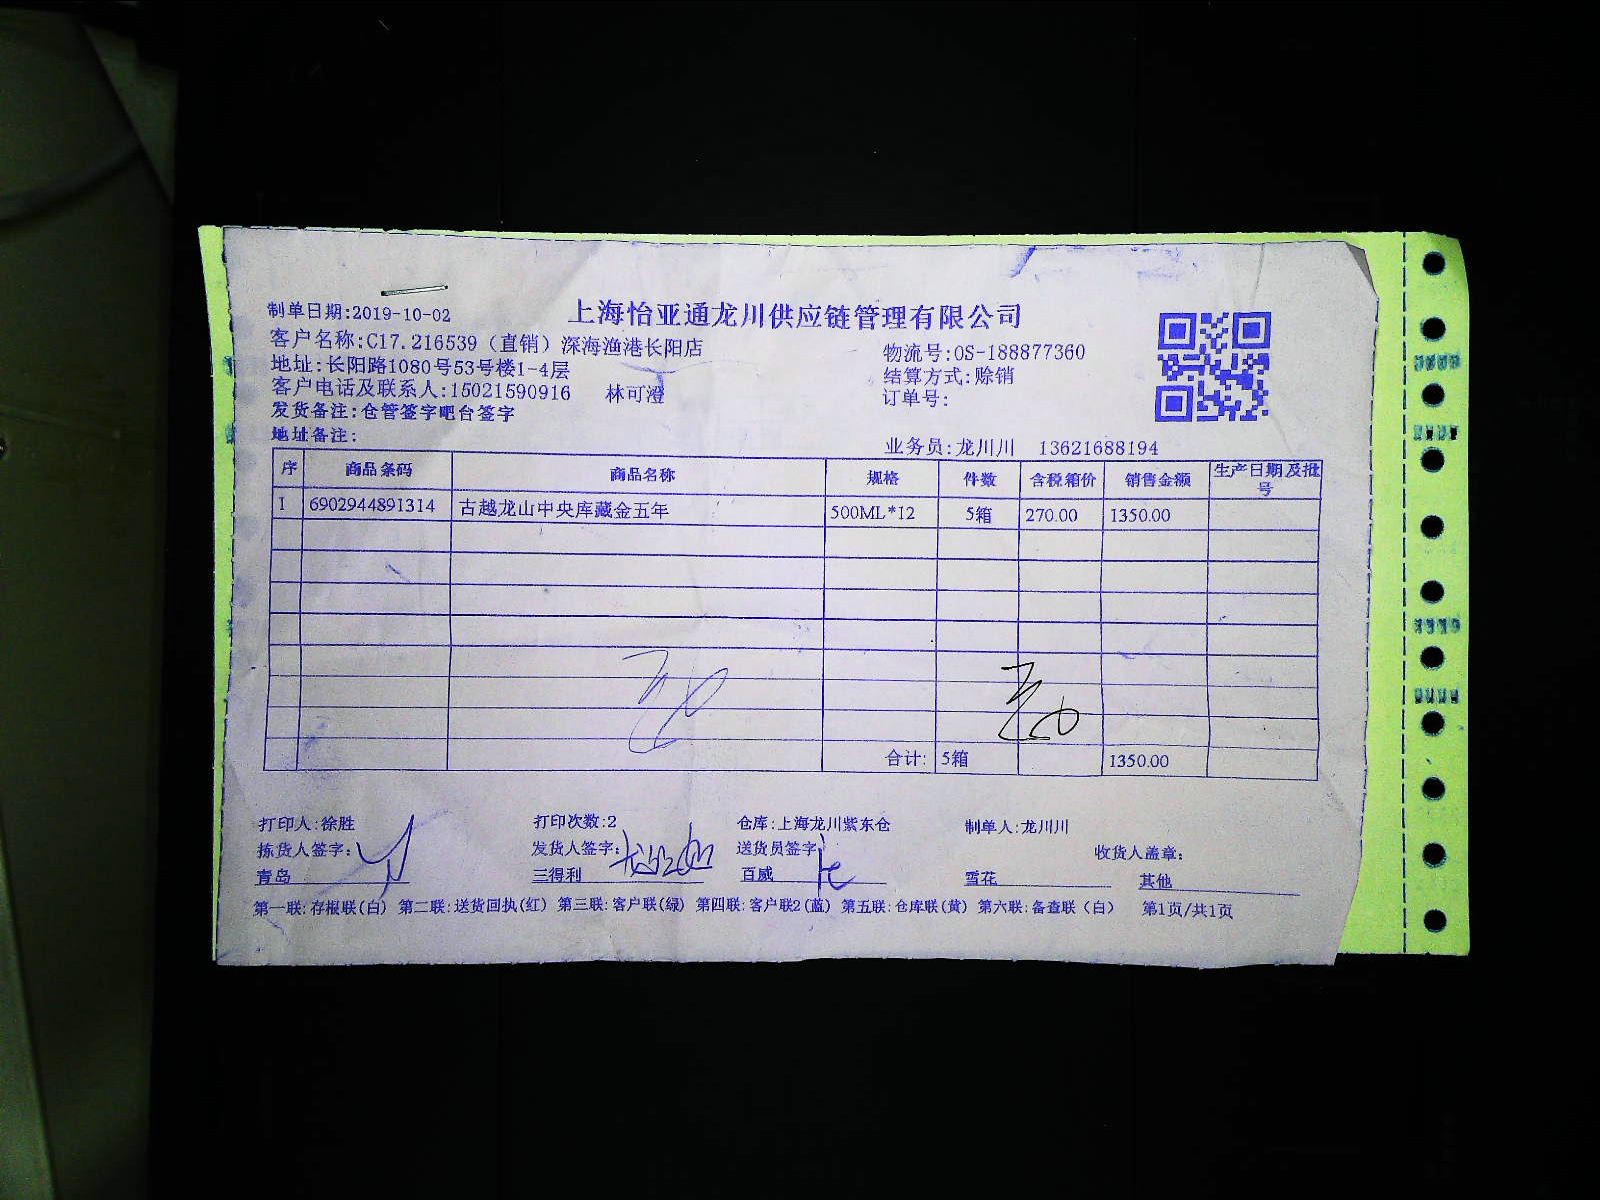 制单日期:2019-10-02
上海怡亚通龙川供应链管理有限公司
客户名称:C17.216539（直销）深海渔港长阳店
物流号:OS-188877360
地址:长阳路1080号53号楼1-4层
结算方式:赊销
客户电话及联系人:15021590916 林可澄
订单号:
发货备注:仓管签字吧台签字
地址备注:
业务员:龙川川 13621688194
序 商品条码 商品名称 规格 件数 含税箱价 销售金额 生产日期及批号
1 6902944891314 古越龙山中央库藏金五年 500ML*12 5箱 270.00 1350.00
合计: 5箱 1350.00
打印人:徐胜 打印次数:2 仓库:上海龙川紫东仓 制单人:龙川川
拣货人签字: 发货人签字: 送货员签字: 收货人盖章:
青岛 三得利 百威 雪花 其他
第一联:存根联(白) 第二联:送货回执(红) 第三联:客户联(绿) 第四联:客户联2(蓝) 第五联:仓库联(黄) 第六联:备查联（白） 第1页/共1页